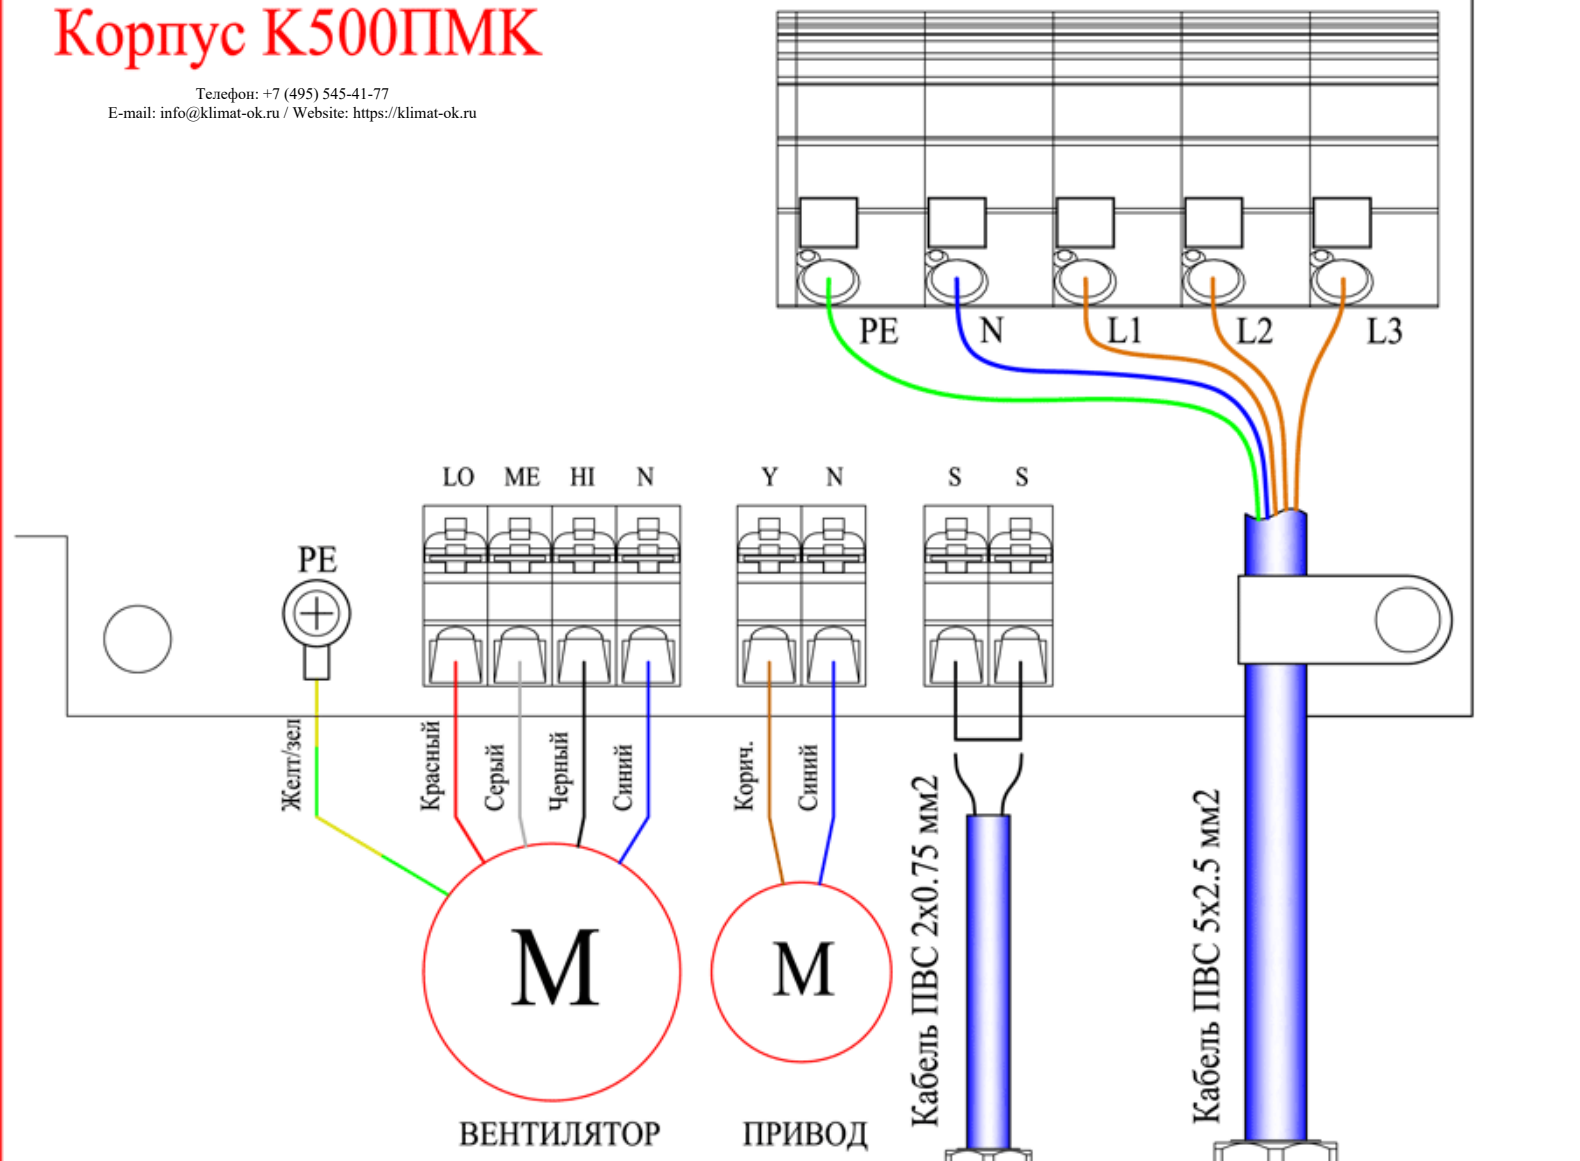 Корпус К500ПМК
Телефон: +7 (495) 545-41-77
E-mail: info@klimat-ok.ru / Website: https://klimat-ok.ru
PE N L1 L2 L3
LO ME HI N Y N S S
PE
Желт/зел
Красный
Серый
Черный
Синий
Корич.
Синий
Кабель ПВС 2х0.75 мм2
Кабель ПВС 5х2.5 мм2
М М
ВЕНТИЛЯТОР ПРИВОД